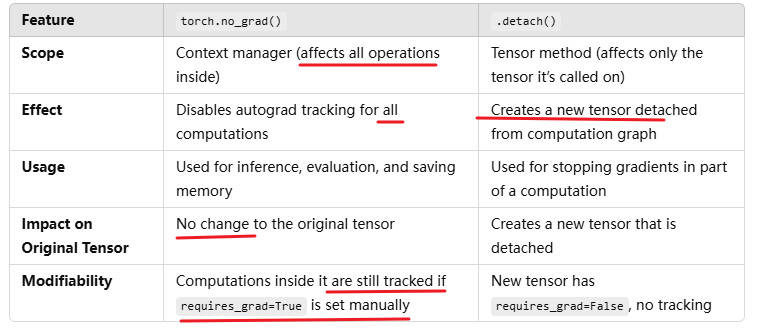 Feature torch.no_grad() .detach()
Scope Context manager (affects all operations Tensor method (affects only the
inside) tensor it's called on)
Effect Disables autograd tracking for all Creates a new tensor detached
computations from computation graph
Usage Used for inference, evaluation, and saving Used for stopping gradients in part
memory of a computation
Impact on No change to the original tensor Creates a new tensor that is
Original Tensor detached
Modifiability Computations inside it are still tracked if New tensor has
requires_grad=True is set manually requires_grad=False, no tracking